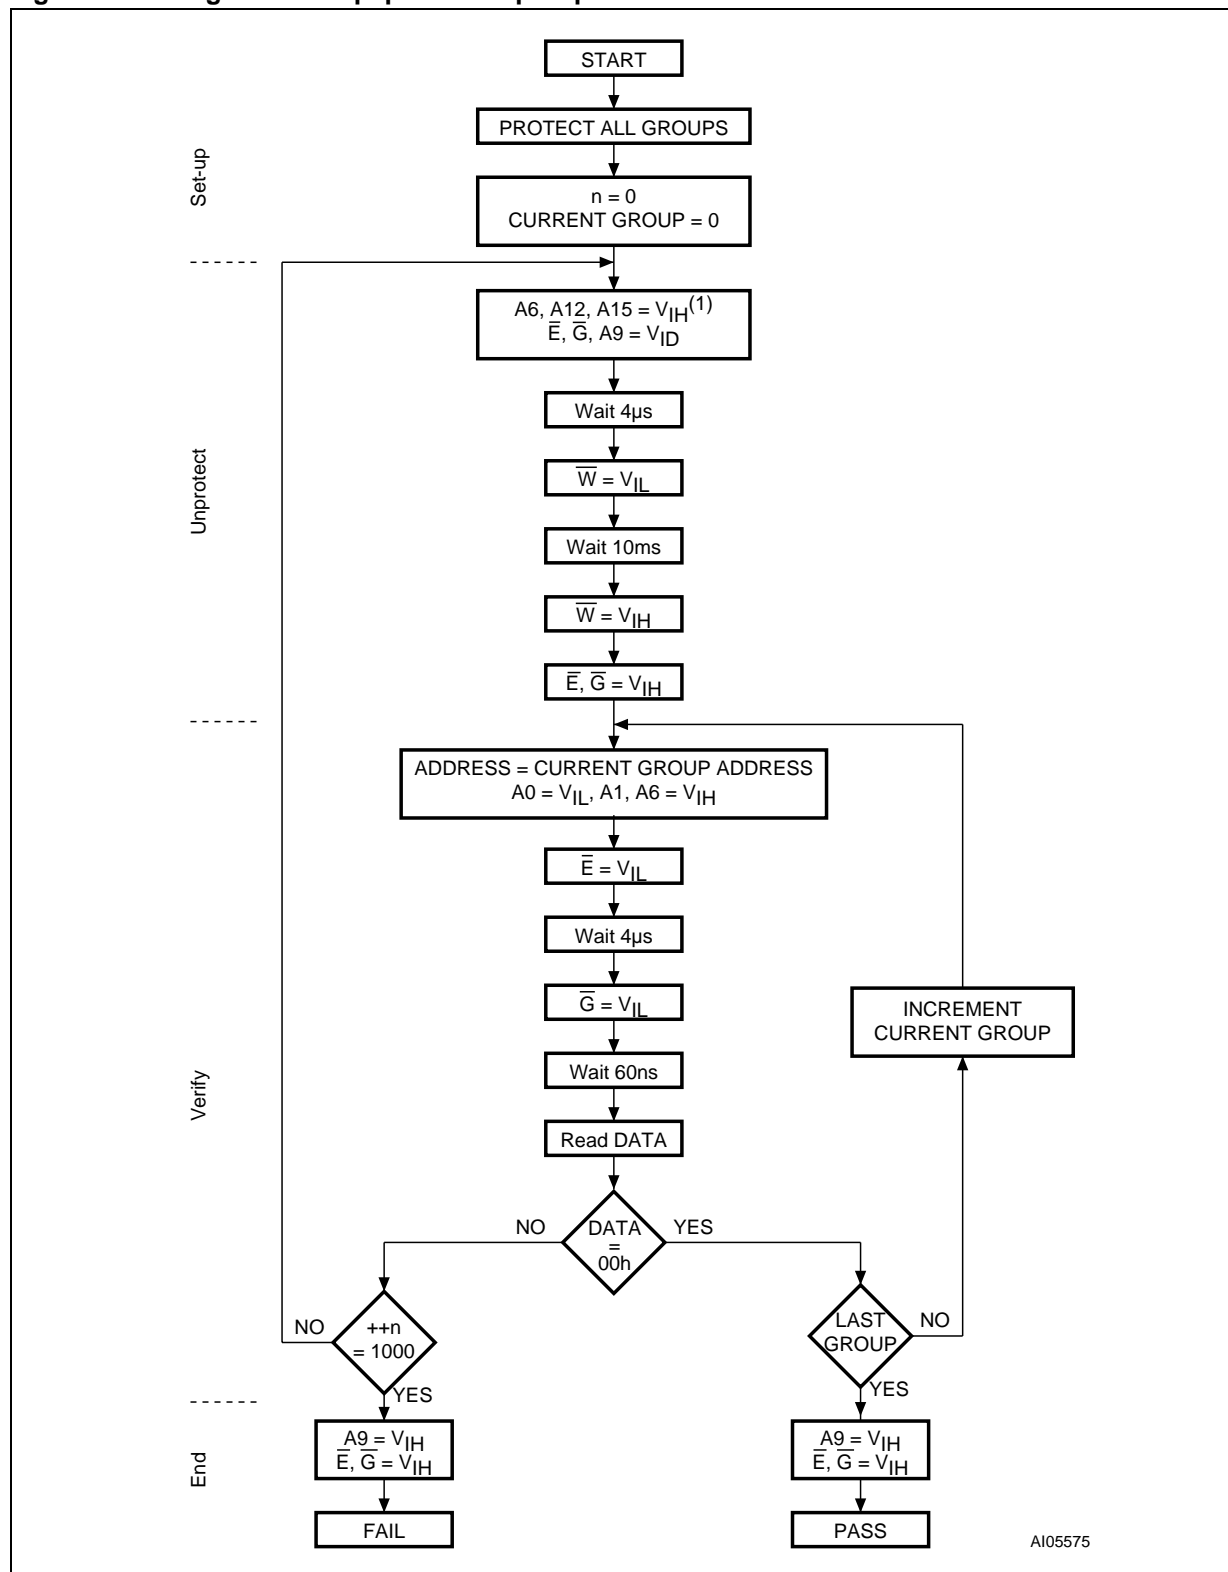 START
PROTECT ALL GROUPS
Set-up
n = 0
CURRENT GROUP = 0
A6, A12, A15 = VIH(1)
E̅, G̅, A9 = VID
Wait 4µs
Unprotect
W̅ = VIL
Wait 10ms
W̅ = VIH
E̅, G̅ = VIH
ADDRESS = CURRENT GROUP ADDRESS
A0 = VIL, A1, A6 = VIH
E̅ = VIL
Wait 4µs
G̅ = VIL
INCREMENT
CURRENT GROUP
Wait 60ns
Verify
Read DATA
NO
DATA
=
00h
YES
NO
++n
= 1000
LAST
GROUP
NO
YES
YES
End
A9 = VIH
E̅, G̅ = VIH
A9 = VIH
E̅, G̅ = VIH
FAIL
PASS
AI05575